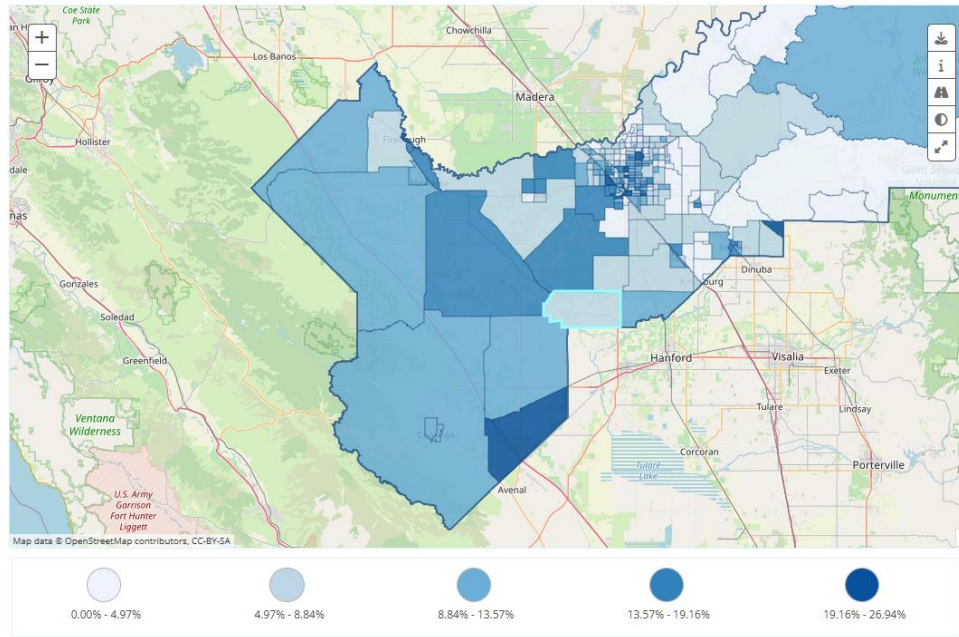 Coe State
Park
Chowchilla
+
−
Los Banos
i
Gilroy
Madera
Hollister
dale
nas
Monument
Gonzales
Dinuba
Soledad
Greenfield
Hanford
Visalia
Exeter
Tulare
Lindsay
Ventana
Wilderness
Corcoran
Tulare
Lake
Porterville
U.S. Army
Garrison
Fort Hunter
Liggett
Avenal
Map data © OpenStreetMap contributors, CC-BY-SA
0.00% - 4.97%
4.97% - 8.84%
8.84% - 13.57%
13.57% - 19.16%
19.16% - 26.94%